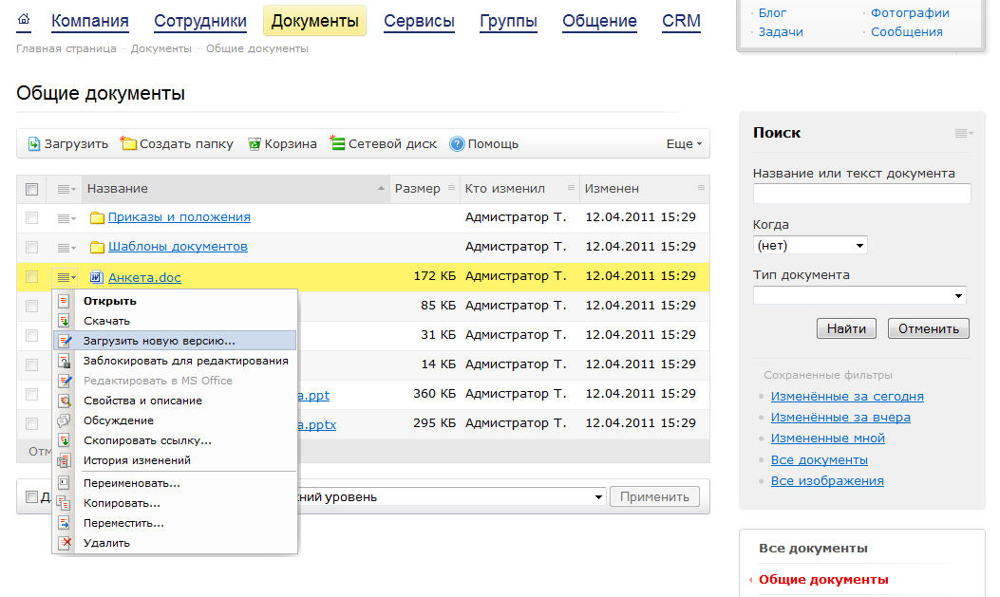 Компания Сотрудники Документы Сервисы Группы Общение CRM
Главная страница – Документы – Общие документы
Блог Фотографии
Задачи Сообщения
Общие документы
Загрузить Создать папку Корзина Сетевой диск Помощь Еще
Название Размер Кто изменил Изменен
Приказы и положения Адмистратор Т. 12.04.2011 15:29
Шаблоны документов Адмистратор Т. 12.04.2011 15:29
Анкета.doc 172 КБ Адмистратор Т. 12.04.2011 15:29
85 КБ Адмистратор Т. 12.04.2011 15:29
31 КБ Адмистратор Т. 12.04.2011 15:29
14 КБ Адмистратор Т. 12.04.2011 15:29
а.ppt 360 КБ Адмистратор Т. 12.04.2011 15:29
а.pptx 295 КБ Адмистратор Т. 12.04.2011 15:29
Отм
Д ний уровень Применить
Открыть
Скачать
Загрузить новую версию...
Заблокировать для редактирования
Редактировать в MS Office
Свойства и описание
Обсуждение
Скопировать ссылку...
История изменений
Переименовать...
Копировать...
Переместить...
Удалить
Поиск
Название или текст документа
Когда
(нет)
Тип документа
Найти Отменить
Сохраненные фильтры
Изменённые за сегодня
Изменённые за вчера
Измененные мной
Все документы
Все изображения
Все документы
Общие документы